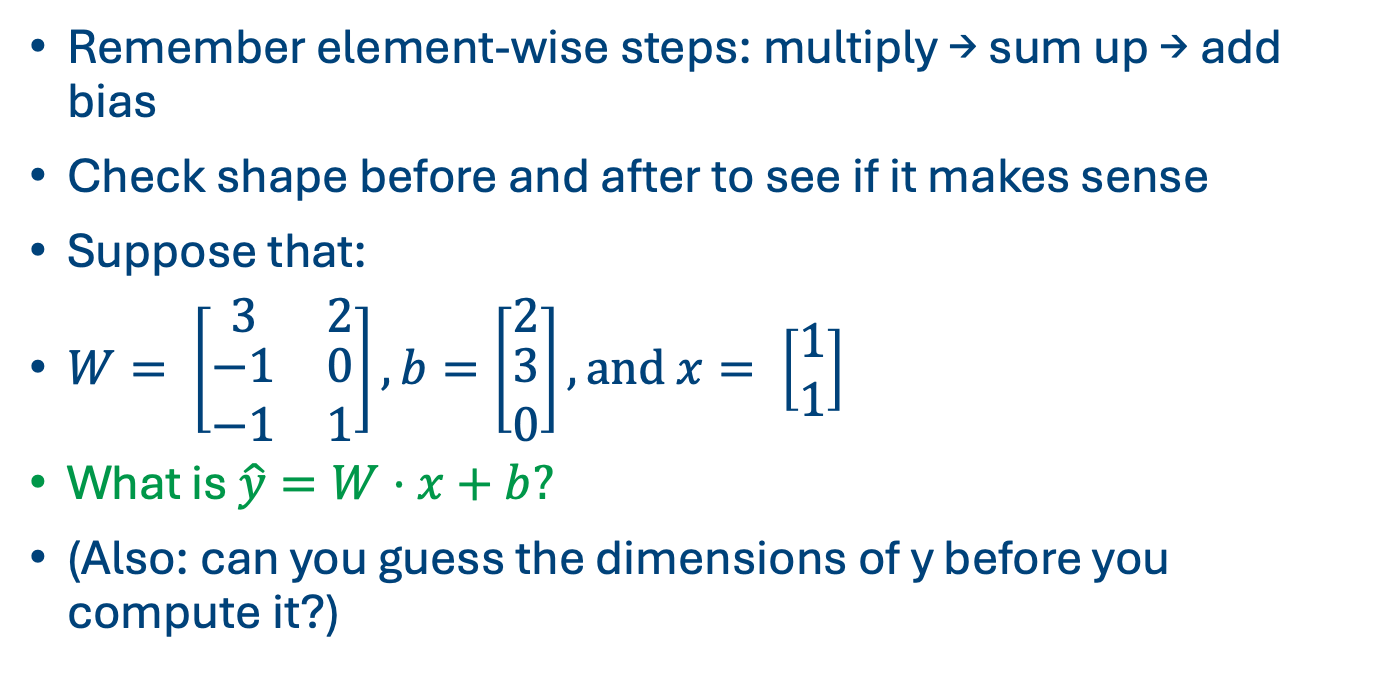 • Remember element-wise steps: multiply → sum up → add
bias
• Check shape before and after to see if it makes sense
• Suppose that:
• W = [3 2; −1 0; −1 1], b = [2; 3; 0], and x = [1; 1]
• What is ŷ = W · x + b?
• (Also: can you guess the dimensions of y before you
compute it?)